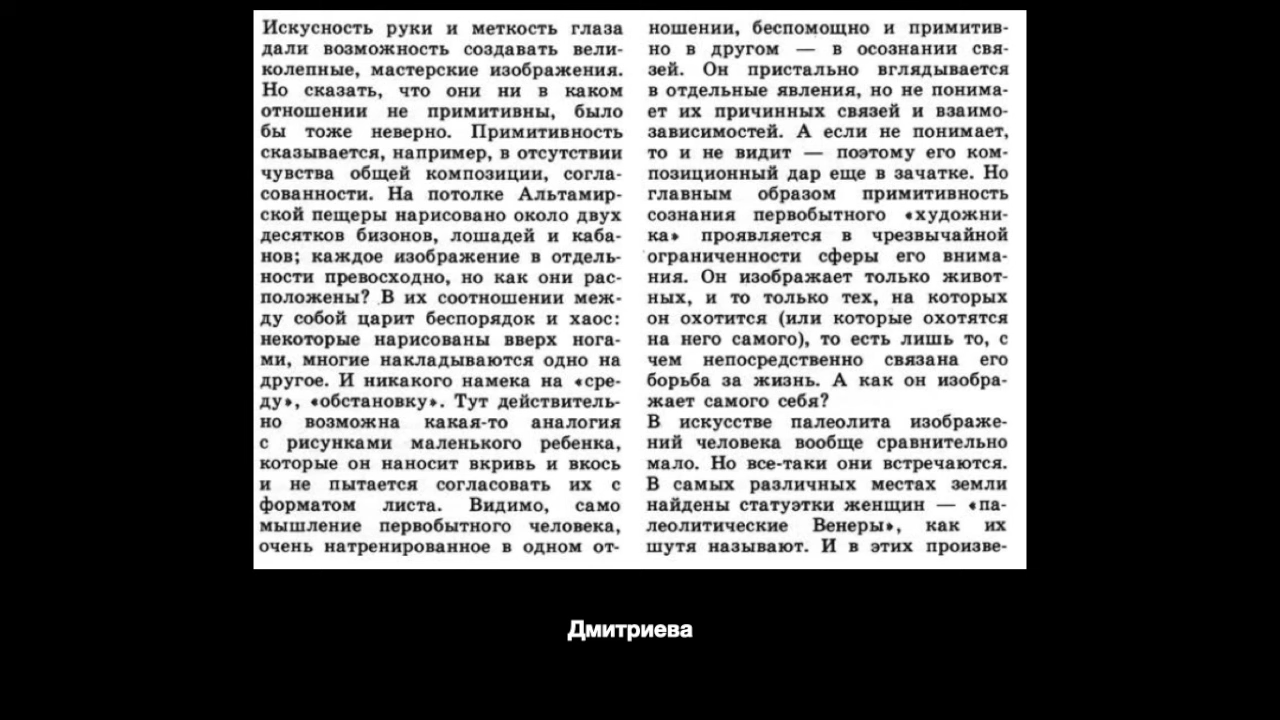 Искусность руки и меткость глаза
дали возможность создавать вели-
колепные, мастерские изображения.
Но сказать, что они ни в каком
отношении не примитивны, было
бы тоже неверно. Примитивность
сказывается, например, в отсутствии
чувства общей композиции, согла-
сованности. На потолке Альтамир-
ской пещеры нарисовано около двух
десятков бизонов, лошадей и каба-
нов; каждое изображение в отдель-
ности превосходно, но как они рас-
положены? В их соотношении меж-
ду собой царит беспорядок и хаос:
некоторые нарисованы вверх нога-
ми, многие накладываются одно на
другое. И никакого намека на «сре-
ду», «обстановку». Тут действитель-
но возможна какая-то аналогия
с рисунками маленького ребенка,
которые он наносит вкривь и вкось
и не пытается согласовать их с
форматом листа. Видимо, само
мышление первобытного человека,
очень натренированное в одном от-
ношении, беспомощно и примитив-
но в другом — в осознании свя-
зей. Он пристально вглядывается
в отдельные явления, но не понима-
ет их причинных связей и взаимо-
зависимостей. А если не понимает,
то и не видит — поэтому его ком-
позиционный дар еще в зачатке. Но
главным образом примитивность
сознания первобытного «художни-
ка» проявляется в чрезвычайной
ограниченности сферы его внима-
ния. Он изображает только живот-
ных, и то только тех, на которых
он охотится (или которые охотятся
на него самого), то есть лишь то, с
чем непосредственно связана его
борьба за жизнь. А как он изобра-
жает самого себя?
В искусстве палеолита изображе-
ний человека вообще сравнительно
мало. Но все-таки они встречаются.
В самых различных местах земли
найдены статуэтки женщин — «па-
леолитические Венеры», как их
шутя называют. И в этих произве-
Дмитриева